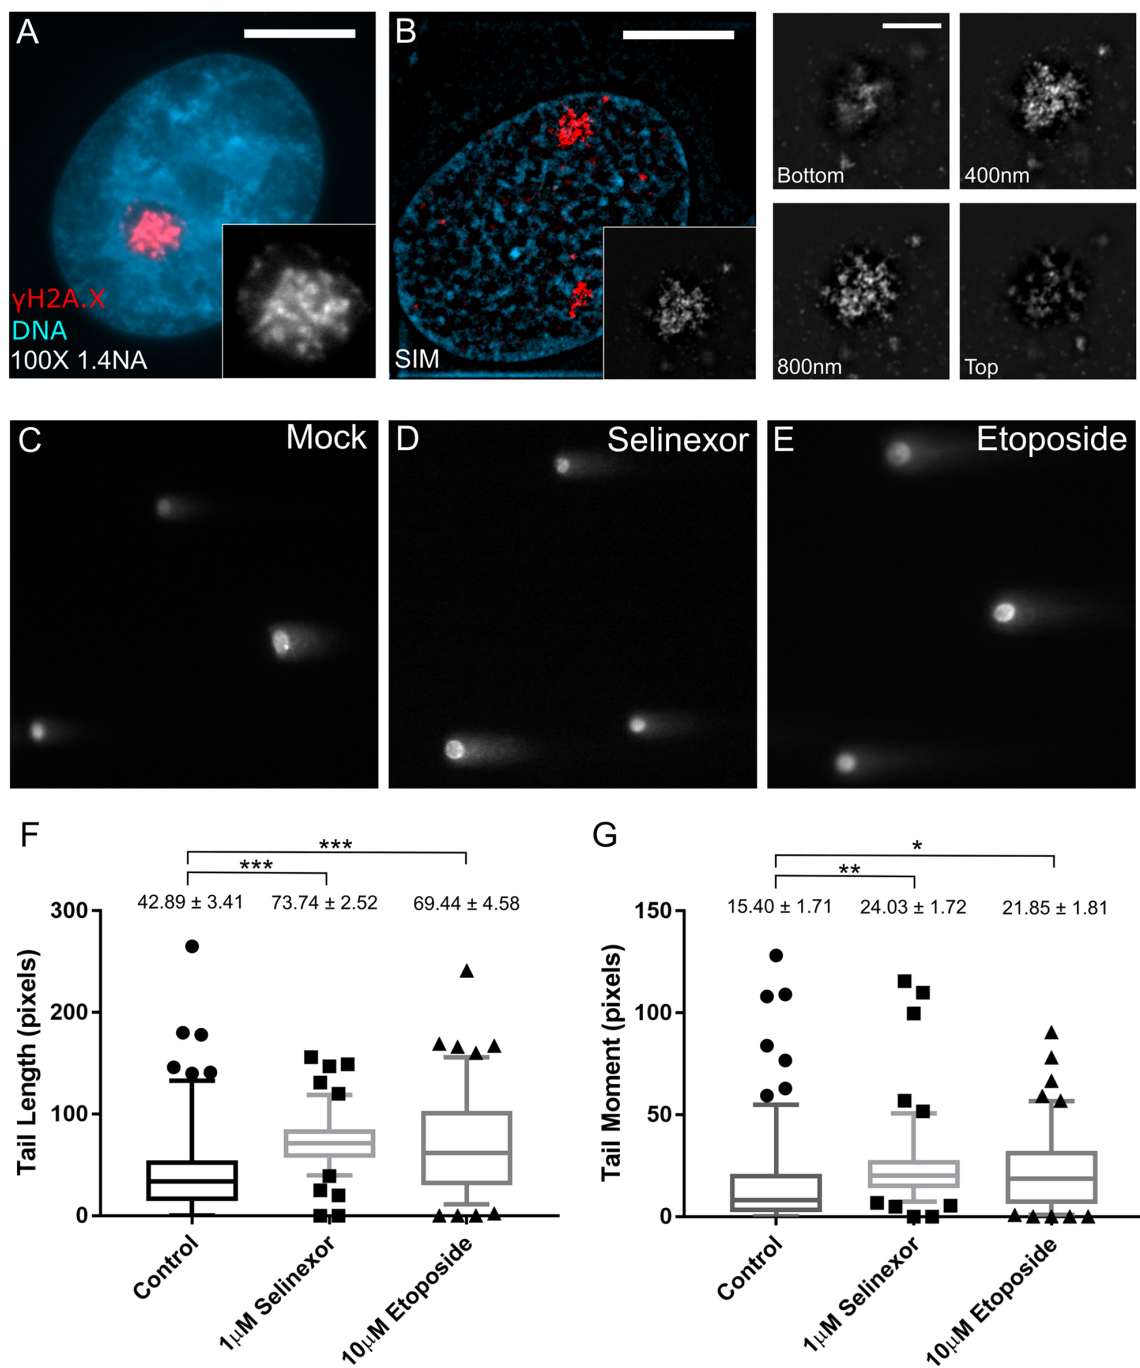 A
γH2A.X
DNA
100X 1.4NA
B
SIM
Bottom
400nm
800nm
Top
C
Mock
D
Selinexor
E
Etoposide
F
***
***
42.89 ± 3.41
73.74 ± 2.52
69.44 ± 4.58
Tail Length (pixels)
300
200
100
0
Control
1μM Selinexor
10μM Etoposide
G
*
**
15.40 ± 1.71
24.03 ± 1.72
21.85 ± 1.81
Tail Moment (pixels)
150
100
50
0
Control
1μM Selinexor
10μM Etoposide